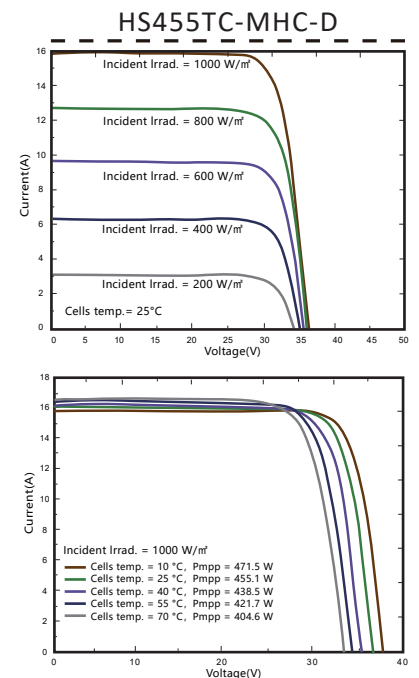 HS455TC-MHC-D
16
14
12
10
8
6
4
2
0
Current(A)
Incident Irrad. = 1000 W/㎡
Incident Irrad. = 800 W/㎡
Incident Irrad. = 600 W/㎡
Incident Irrad. = 400 W/㎡
Incident Irrad. = 200 W/㎡
Cells temp.= 25°C
0 5 10 15 20 25 30 35 40 45 50
Voltage(V)
18
16
14
12
10
8
6
4
2
0
Current(A)
Incident Irrad. = 1000 W/㎡
Cells temp. = 10 °C, Pmpp = 471.5 W
Cells temp. = 25 °C, Pmpp = 455.1 W
Cells temp. = 40 °C, Pmpp = 438.5 W
Cells temp. = 55 °C, Pmpp = 421.7 W
Cells temp. = 70 °C, Pmpp = 404.6 W
0 10 20 30 40
Voltage(V)